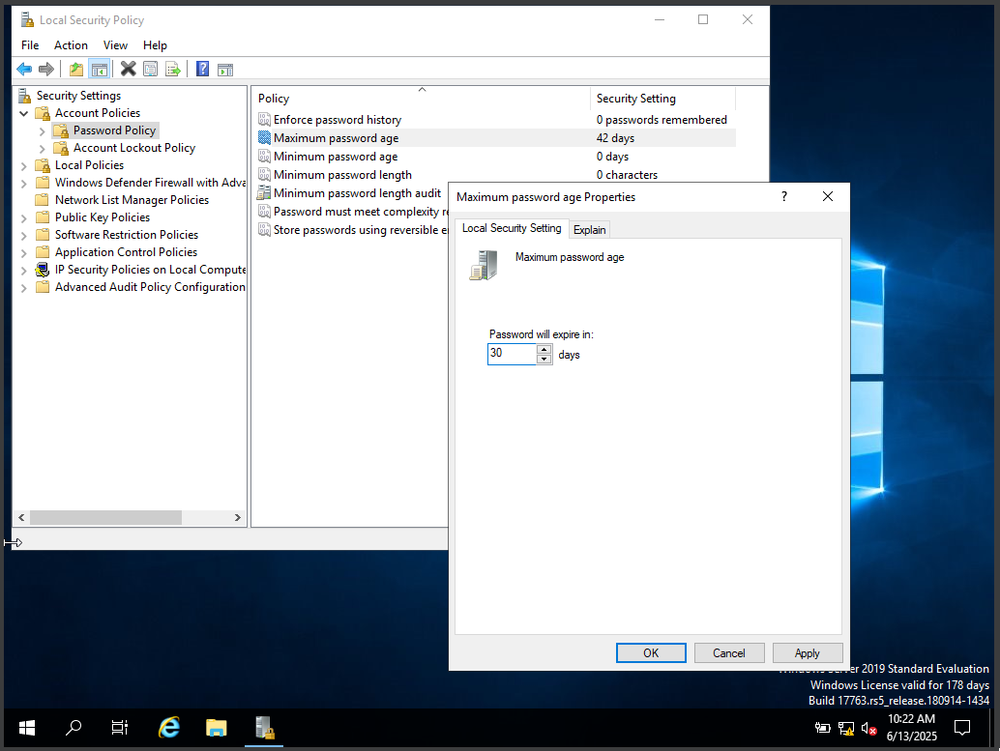 Local Security Policy
File Action View Help
Security Settings
Account Policies
Password Policy
Account Lockout Policy
Local Policies
Windows Defender Firewall with Adva
Network List Manager Policies
Public Key Policies
Software Restriction Policies
Application Control Policies
IP Security Policies on Local Compute
Advanced Audit Policy Configuration
Policy Security Setting
Enforce password history 0 passwords remembered
Maximum password age 42 days
Minimum password age 0 days
Minimum password length 0 characters
Minimum password length audit
Password must meet complexity re
Store passwords using reversible e
Maximum password age Properties ?
Local Security Setting Explain
Maximum password age
Password will expire in:
30 days
OK Cancel Apply
Windows Server 2019 Standard Evaluation
Windows License valid for 178 days
Build 17763.rs5_release.180914-1434
10:22 AM
6/13/2025